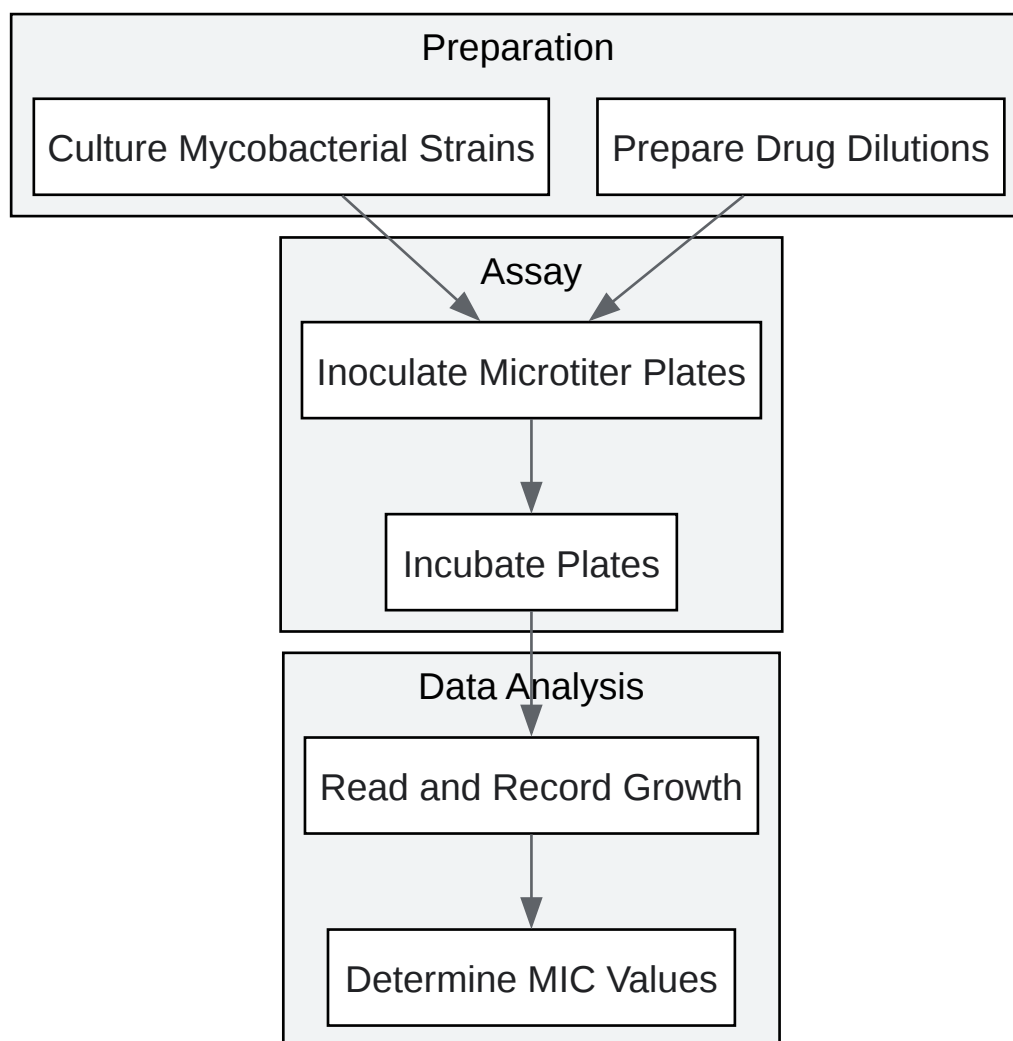 Preparation
Culture Mycobacterial Strains
Prepare Drug Dilutions
Assay
Inoculate Microtiter Plates
Incubate Plates
Data Analysis
Read and Record Growth
Determine MIC Values